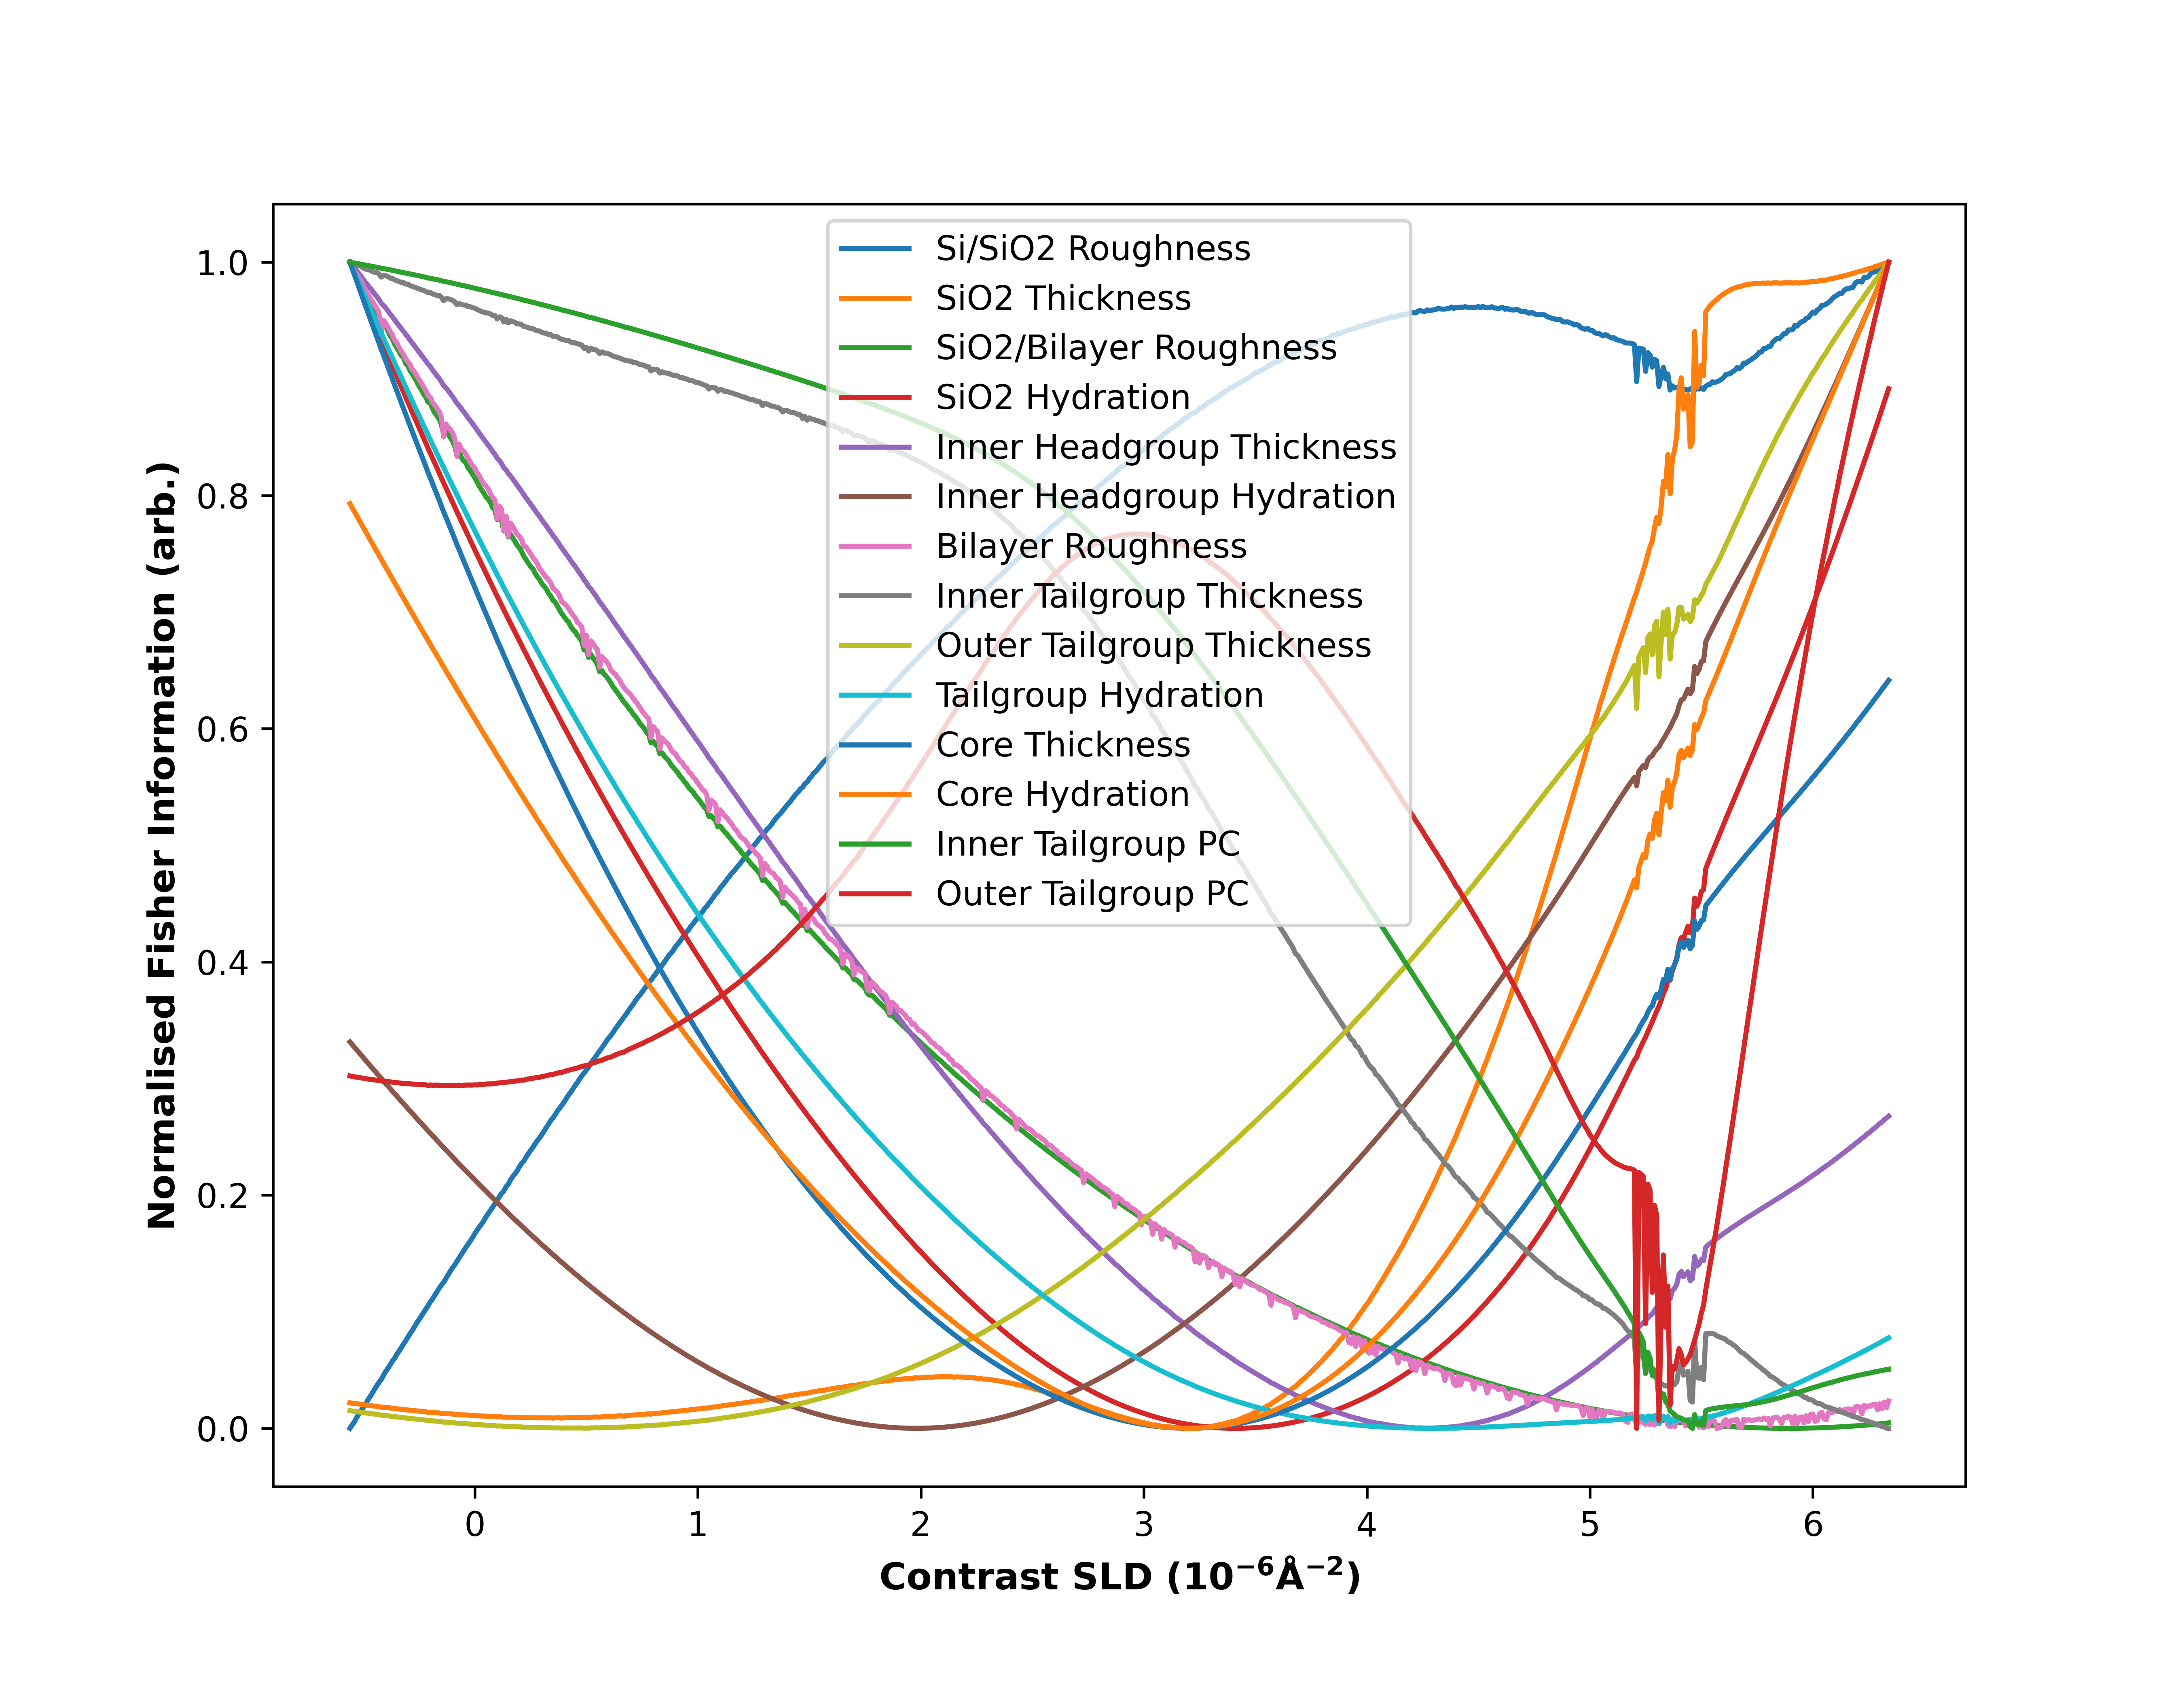 Normalised Fisher Information (arb.)
1.0
0.8
0.6
0.4
0.2
0.0
Si/SiO2 Roughness
SiO2 Thickness
SiO2/Bilayer Roughness
SiO2 Hydration
Inner Headgroup Thickness
Inner Headgroup Hydration
Bilayer Roughness
Inner Tailgroup Thickness
Outer Tailgroup Thickness
Tailgroup Hydration
Core Thickness
Core Hydration
Inner Tailgroup PC
Outer Tailgroup PC
0 1 2 3 4 5 6
Contrast SLD (10⁻⁶Å⁻²)